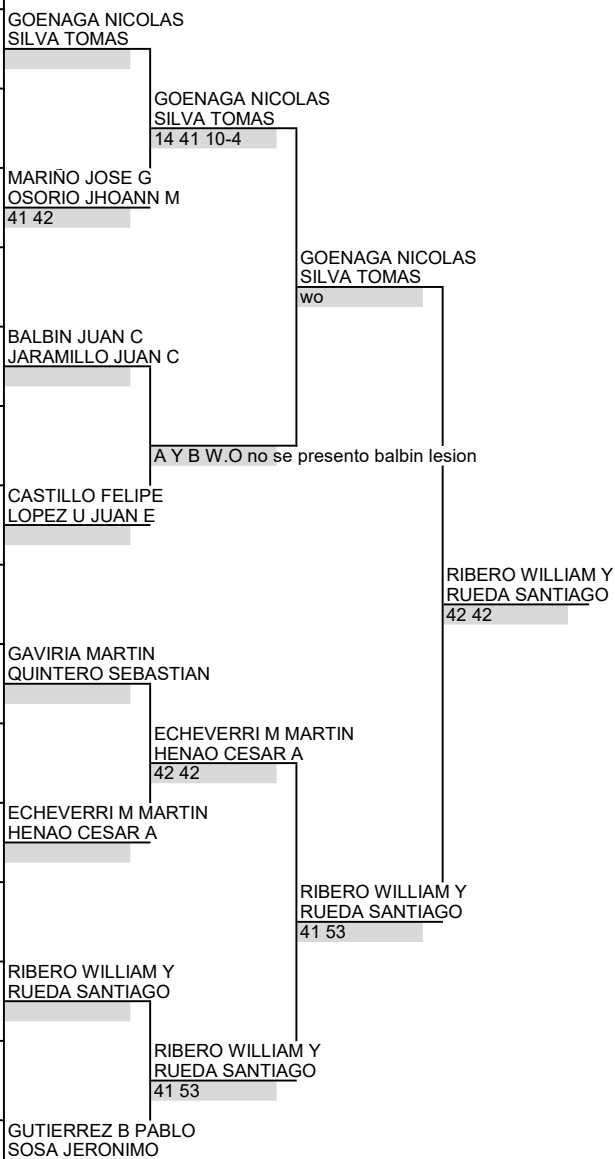 GOENAGA NICOLAS
SILVA TOMAS
GOENAGA NICOLAS
SILVA TOMAS
14 41 10-4
MARIÑO JOSE G
OSORIO JHOANN M
41 42
GOENAGA NICOLAS
SILVA TOMAS
wo
BALBIN JUAN C
JARAMILLO JUAN C
A Y B W.O no se presento balbin lesion
CASTILLO FELIPE
LOPEZ U JUAN E
RIBERO WILLIAM Y
RUEDA SANTIAGO
42 42
GAVIRIA MARTIN
QUINTERO SEBASTIAN
ECHEVERRI M MARTIN
HENAO CESAR A
42 42
ECHEVERRI M MARTIN
HENAO CESAR A
RIBERO WILLIAM Y
RUEDA SANTIAGO
41 53
RIBERO WILLIAM Y
RUEDA SANTIAGO
RIBERO WILLIAM Y
RUEDA SANTIAGO
41 53
GUTIERREZ B PABLO
SOSA JERONIMO